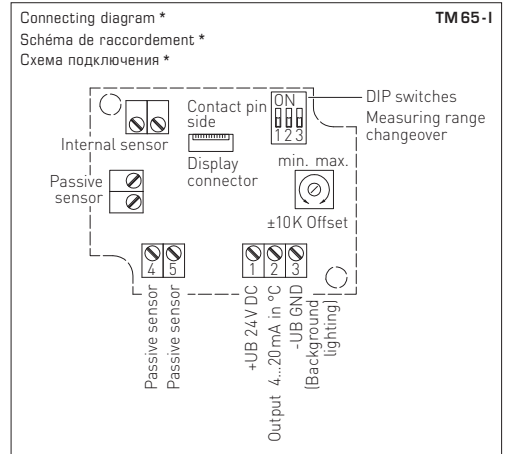 Connecting diagram *
TM 65 - I
Schéma de raccordement *
Схема подключения *
Contact pin
side
ON
1 2 3
DIP switches
Measuring range
changeover
Internal sensor
Display
connector
min. max.
Passive
sensor
±10K Offset
4 5
1 2 3
Passive sensor
Passive sensor
+UB 24V DC
Output 4...20mA in °C
-UB GND
(Background
lighting)